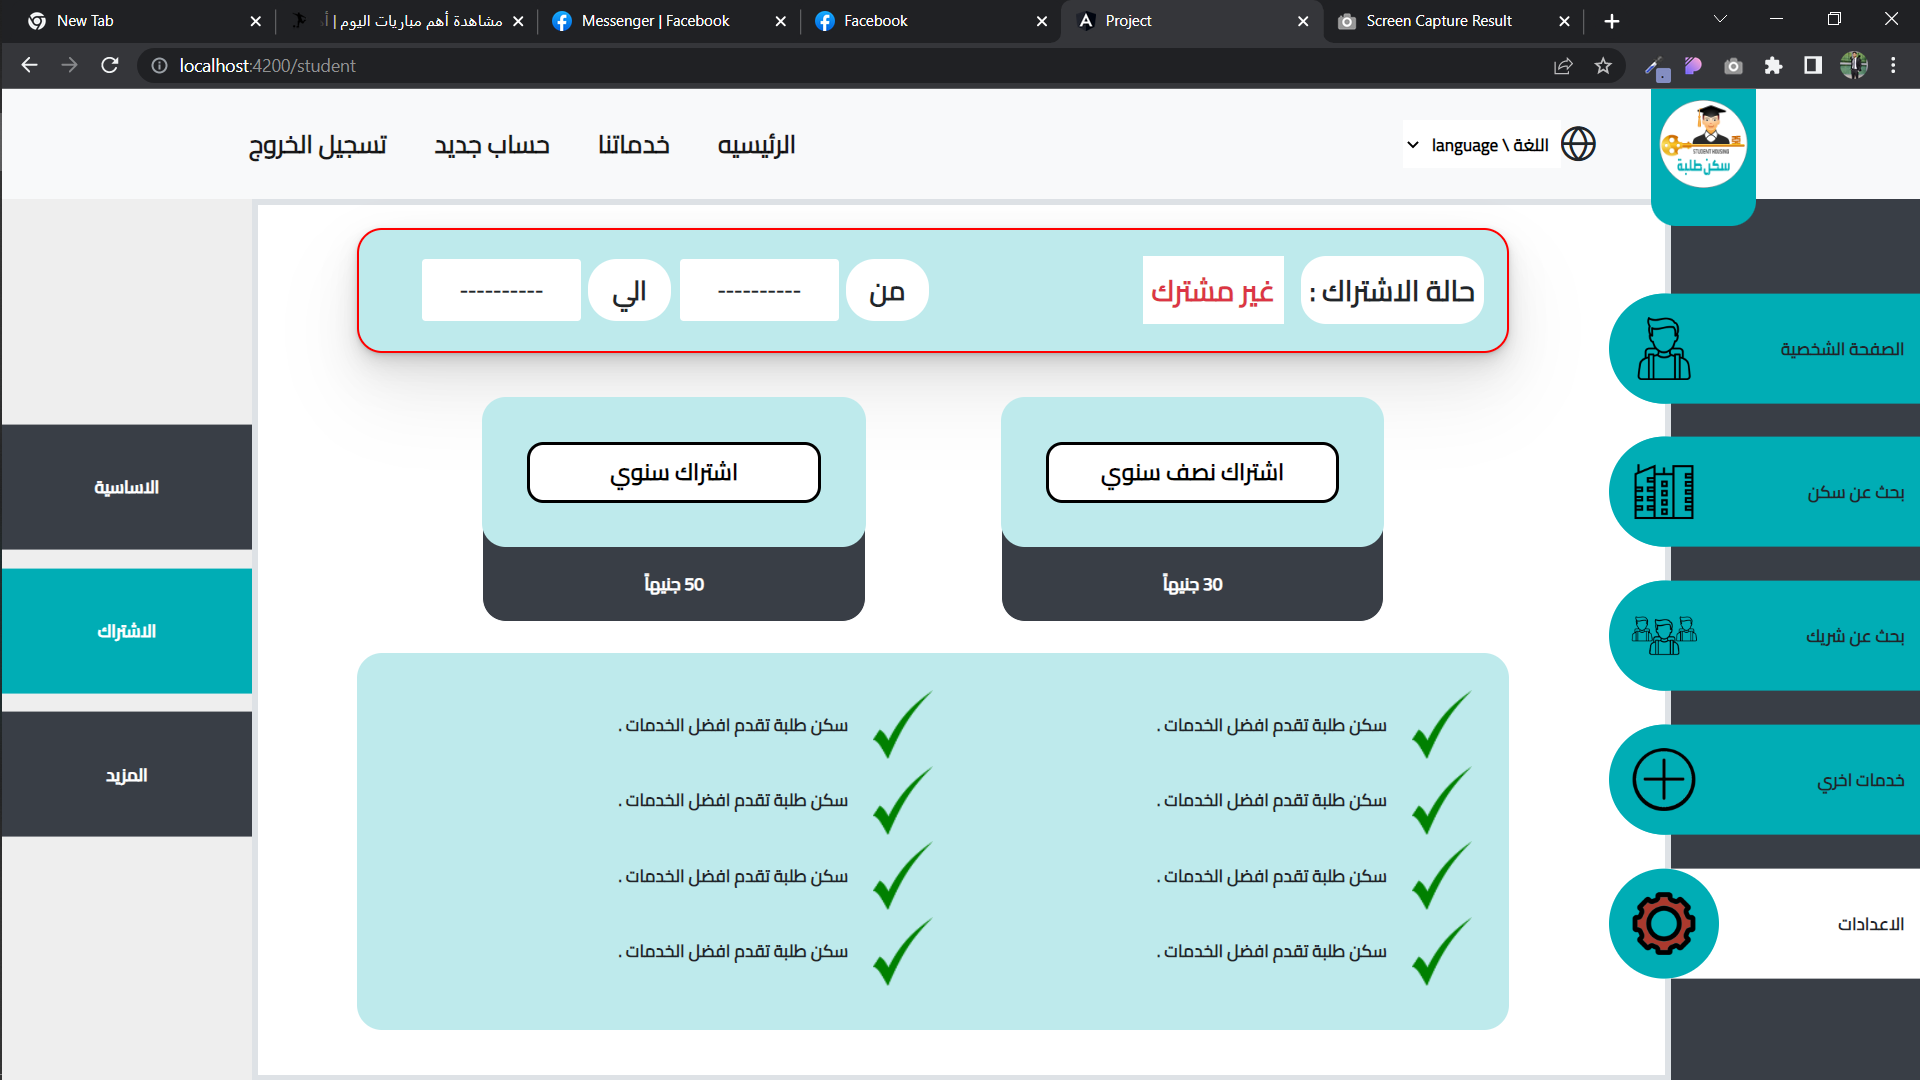 New Tab
مشاهدة أهم مباريات اليوم | أ
Messenger | Facebook
Facebook
Project
Screen Capture Result
localhost:4200/student
STUDENT HOUSING
سكن طلبة
اللغة \ language
الرئيسيه
خدماتنا
حساب جديد
تسجيل الخروج
الصفحة الشخصية
بحث عن سكن
بحث عن شريك
خدمات اخري
الاعدادات
حالة الاشتراك :
غير مشترك
من
----------
الي
----------
اشتراك نصف سنوي
30 جنيهاً
اشتراك سنوي
50 جنيهاً
سكن طلبة تقدم افضل الخدمات .
سكن طلبة تقدم افضل الخدمات .
سكن طلبة تقدم افضل الخدمات .
سكن طلبة تقدم افضل الخدمات .
سكن طلبة تقدم افضل الخدمات .
سكن طلبة تقدم افضل الخدمات .
سكن طلبة تقدم افضل الخدمات .
سكن طلبة تقدم افضل الخدمات .
الاساسية
الاشتراك
المزيد